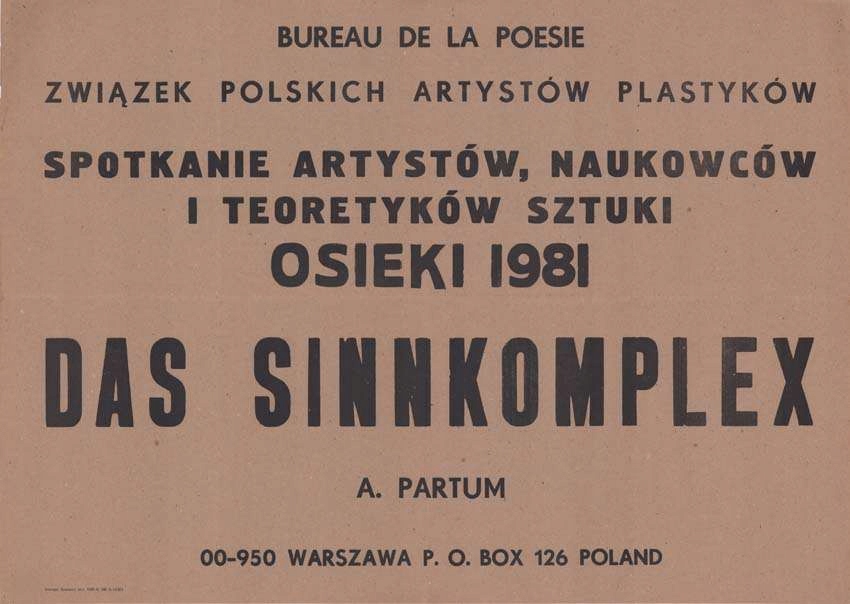 BUREAU DE LA POESIE
ZWIĄZEK POLSKICH ARTYSTÓW PLASTYKÓW
SPOTKANIE ARTYSTÓW, NAUKOWCÓW
I TEORETYKÓW SZTUKI
OSIEKI 1981
DAS SINNKOMPLEX
A. PARTUM
00-950 WARSZAWA P. O. BOX 126 POLAND